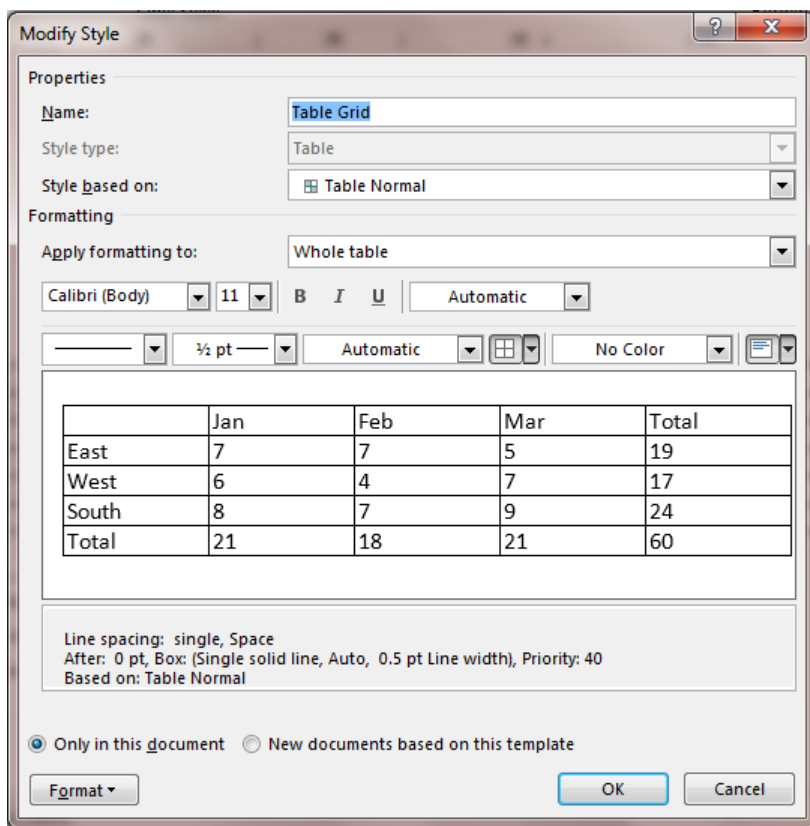 Modify Style
Properties
Name: Table Grid
Style type: Table
Style based on: Table Normal
Formatting
Apply formatting to: Whole table
Calibri (Body) 11 B I U Automatic
½ pt Automatic No Color
Jan Feb Mar Total
East 7 7 5 19
West 6 4 7 17
South 8 7 9 24
Total 21 18 21 60
Line spacing: single, Space
After: 0 pt, Box: (Single solid line, Auto, 0.5 pt Line width), Priority: 40
Based on: Table Normal
Only in this document New documents based on this template
Format OK Cancel